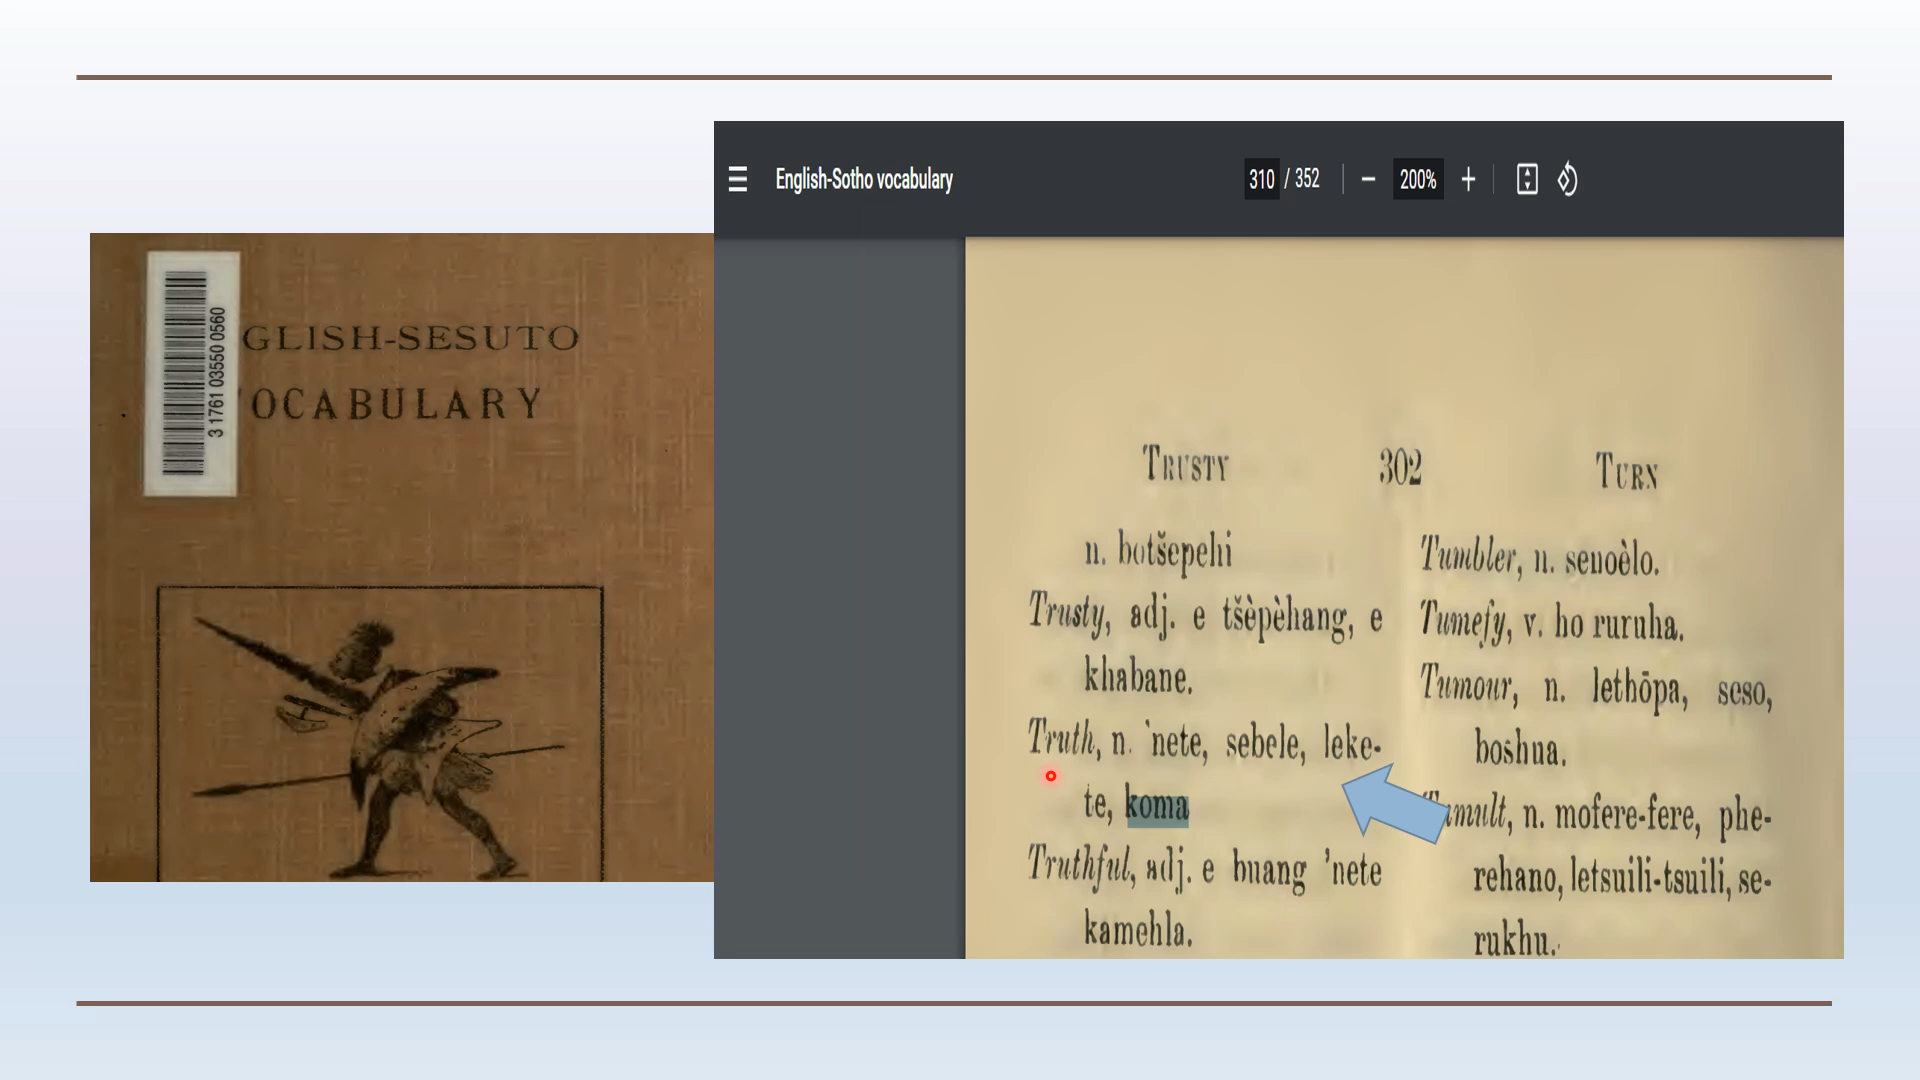 3 1761 03550 0560
GLISH-SESUTO
OCABULARY
English-Sotho vocabulary
310 / 352
200%
TRUSTY 302 TURN
n. botšepehi
Trusty, adj. e tšèpèhang, e
khabane.
Truth, n. 'nete, sebele, leke-
te, koma
Truthful, adj. e buang 'nete
kamehla.
Tumbler, n. senoèlo.
Tumefy, v. ho ruruha.
Tumour, n. lethōpa, seso,
boshua.
mult, n. mofere-fere, phe-
rehano, letsuili-tsuili, se-
rukhu.